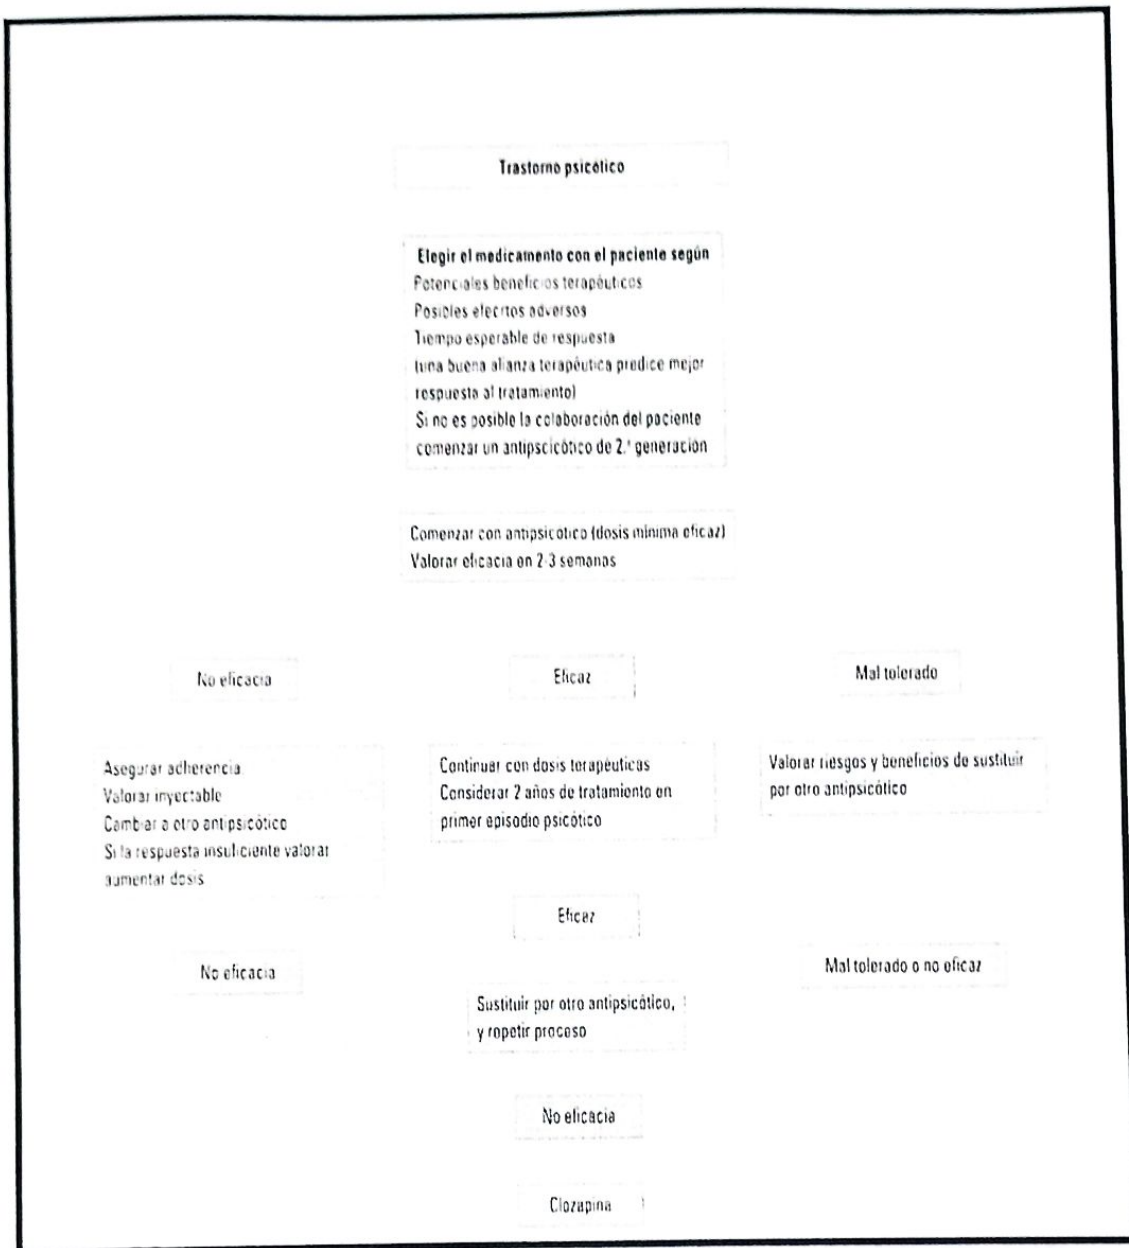 Trastorno psicótico
Elegir el medicamento con el paciente según
Potenciales beneficios terapéuticos
Posibles efecrtos adversos
Tiempo esperable de respuesta
(una buena alianza terapéutica predice mejor
respuesta al tratamiento)
Si no es posible la colaboración del paciente
comenzar un antipscicótico de 2.ª generación
Comenzar con antipsicótico (dosis mínima eficaz)
Valorar eficacia en 2-3 semanas
No eficacia
Eficaz
Mal tolerado
Asegurar adherencia
Valorar inyectable
Cambiar a otro antipsicótico
Si la respuesta insuficiente valorar
aumentar dosis
Continuar con dosis terapéuticas
Considerar 2 años de tratamiento en
primer episodio psicótico
Valorar riesgos y beneficios de sustituir
por otro antipsicótico
Eficaz
No eficacia
Mal tolerado o no eficaz
Sustituir por otro antipsicótico,
y repetir proceso
No eficacia
Clozapina